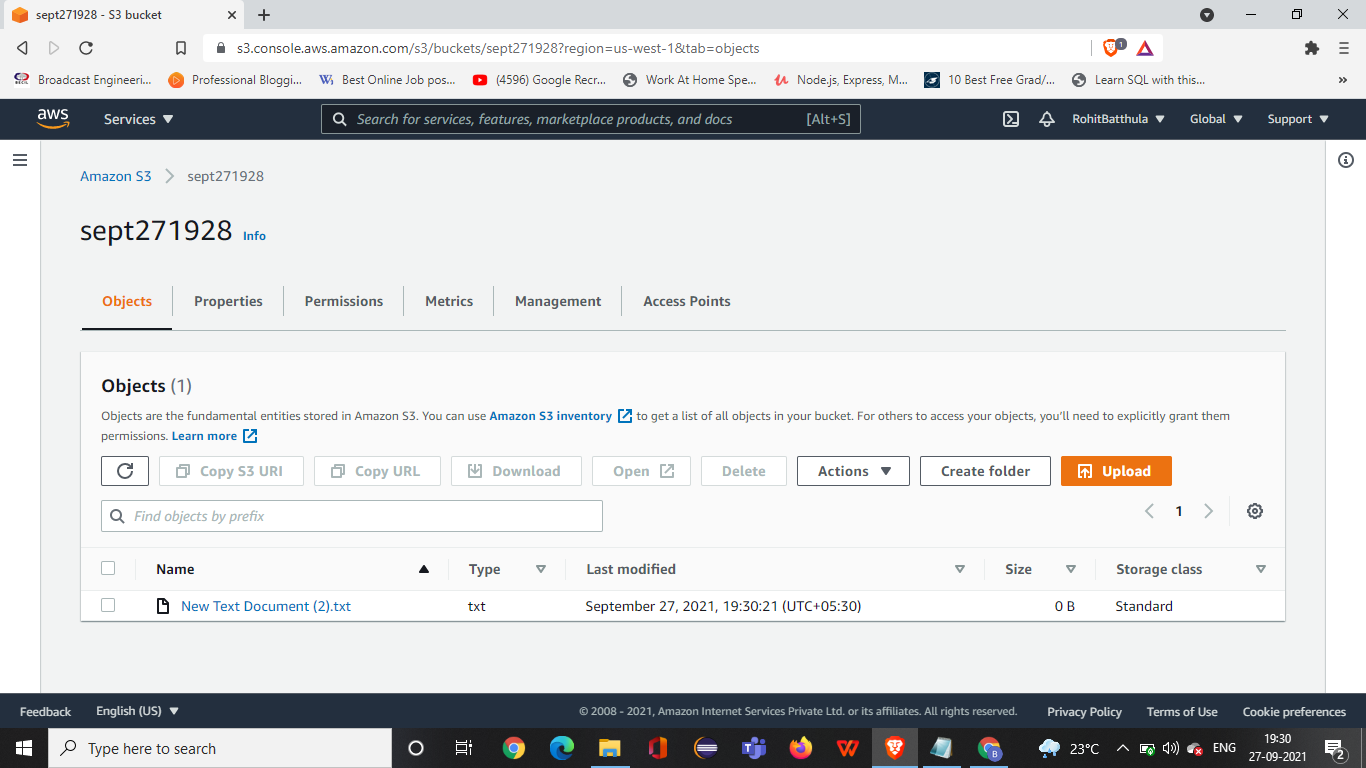 sept271928 - S3 bucket
s3.console.aws.amazon.com/s3/buckets/sept271928?region=us-west-1&tab=objects
1
Broadcast Engineeri... Professional Bloggi... Best Online Job pos... (4596) Google Recr... Work At Home Spe... Node.js, Express, M... 10 Best Free Grad/... Learn SQL with this... »
aws Services Search for services, features, marketplace products, and docs [Alt+S] RohitBatthula Global Support
Amazon S3 sept271928
sept271928 Info
Objects Properties Permissions Metrics Management Access Points
Objects (1)
Objects are the fundamental entities stored in Amazon S3. You can use Amazon S3 inventory to get a list of all objects in your bucket. For others to access your objects, you'll need to explicitly grant them
permissions. Learn more
Copy S3 URI Copy URL Download Open Delete Actions Create folder Upload
Find objects by prefix 1
Name Type Last modified Size Storage class
New Text Document (2).txt txt September 27, 2021, 19:30:21 (UTC+05:30) 0 B Standard
Feedback English (US) © 2008 - 2021, Amazon Internet Services Private Ltd. or its affiliates. All rights reserved. Privacy Policy Terms of Use Cookie preferences
Type here to search 23°C ENG 19:30
27-09-2021 2